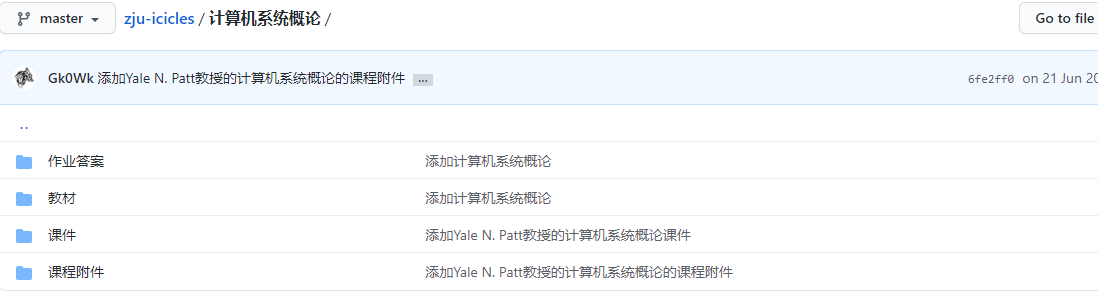 master zju-icicles / 计算机系统概论 / Go to file
Gk0Wk 添加Yale N. Patt教授的计算机系统概论的课程附件 ... 6fe2ff0 on 21 Jun 20
..
作业答案 添加计算机系统概论
教材 添加计算机系统概论
课件 添加Yale N. Patt教授的计算机系统概论课件
课程附件 添加Yale N. Patt教授的计算机系统概论的课程附件